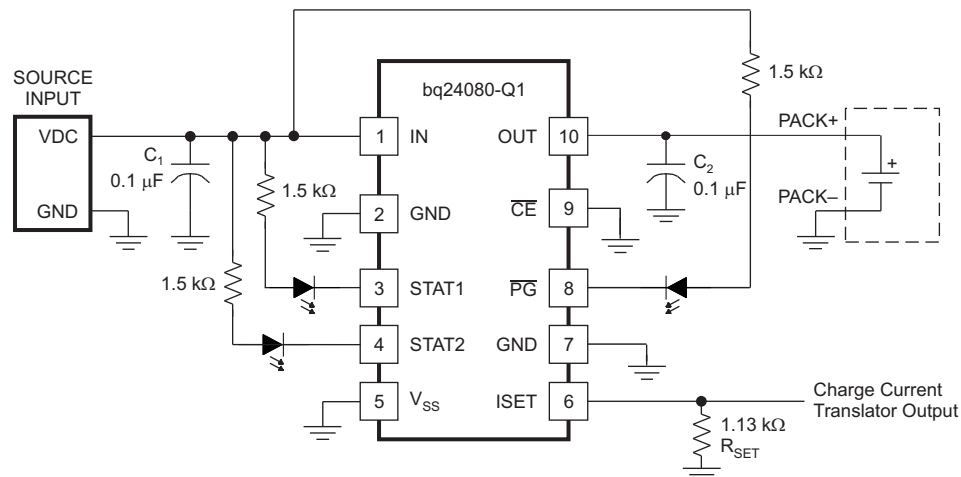 SOURCE
INPUT
VDC
GND
C1
0.1 μF
1.5 kΩ
1.5 kΩ
bq24080-Q1
1
IN
2
GND
3
STAT1
4
STAT2
5
VSS
OUT
10
CE
9
PG
8
GND
7
ISET
6
1.5 kΩ
C2
0.1 μF
PACK+
+
PACK–
Charge Current
Translator Output
1.13 kΩ
RSET